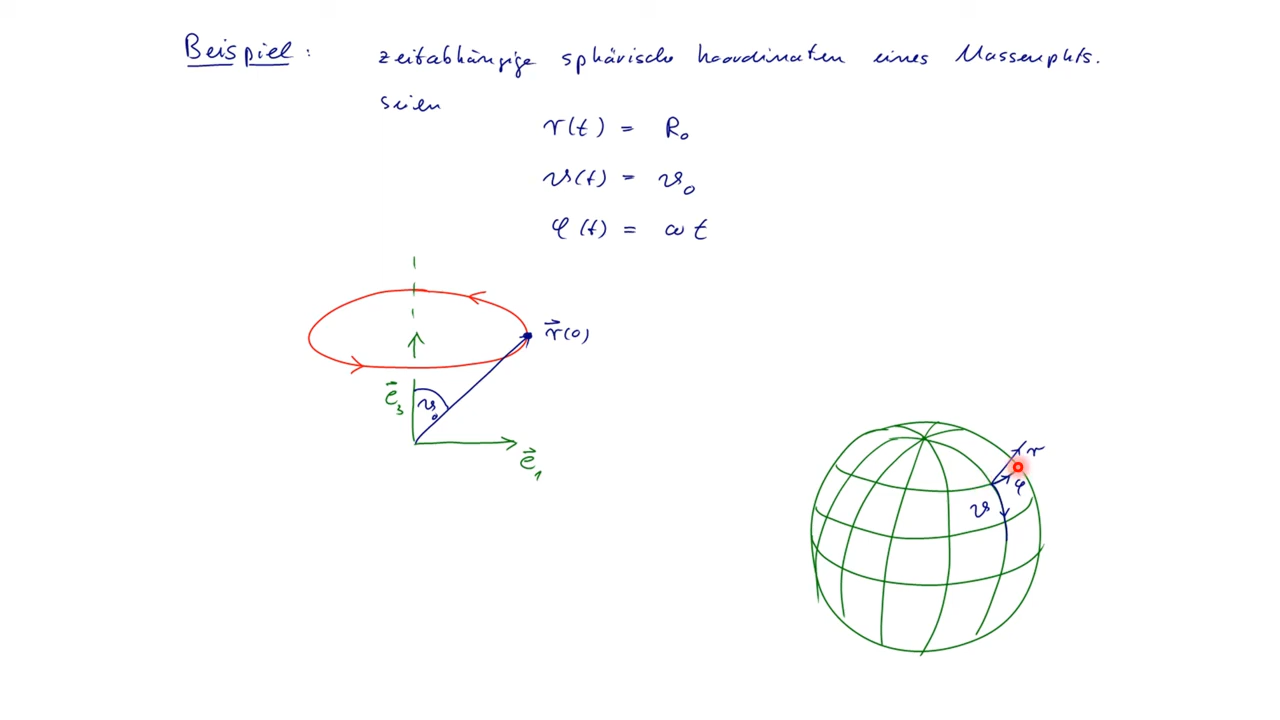 Beispiel: zeitabhängige sphärische Koordinaten eines Massenpkts.
seien
r(t) = R₀
ϑ(t) = ϑ₀
φ(t) = ωt
r⃗(0)
e⃗₃
ϑ₀
e⃗₁
r
φ
ϑ